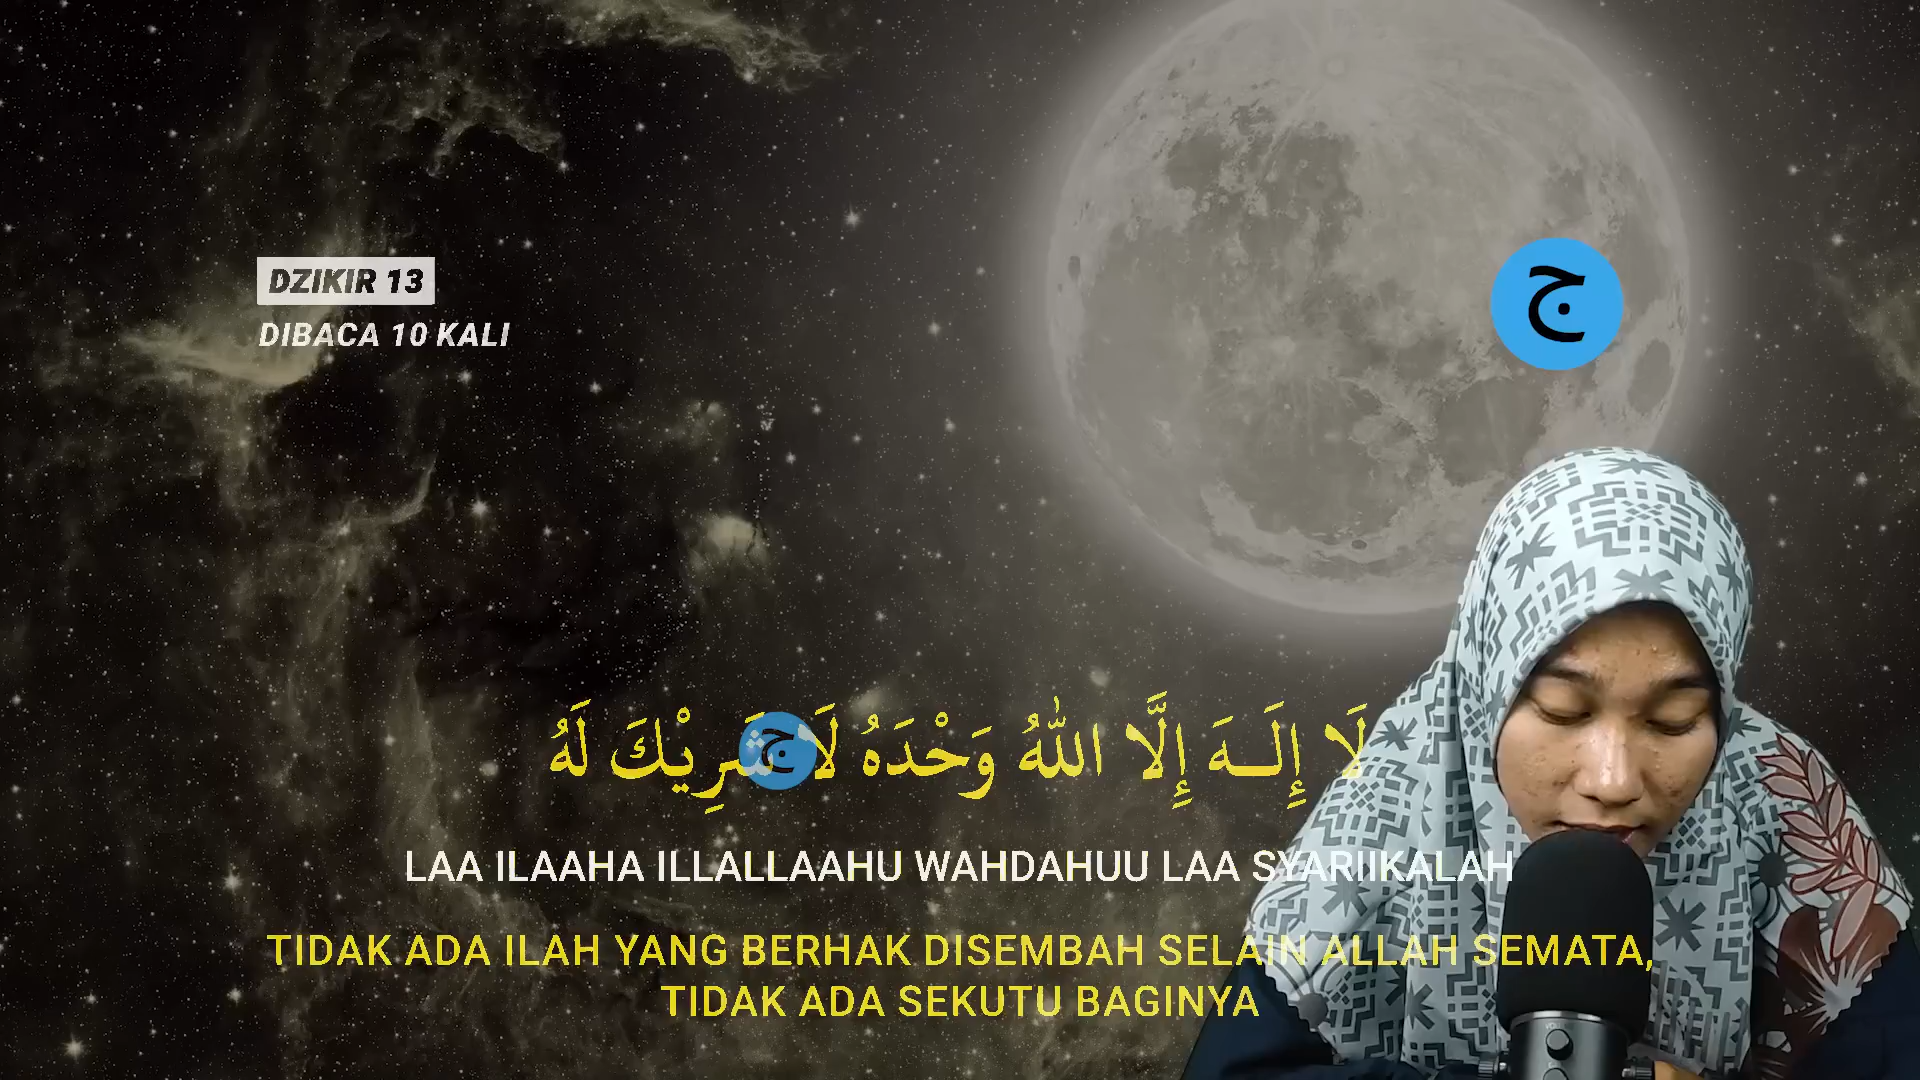 DZIKIR 13
DIBACA 10 KALI
ج
لَا إِلَـهَ إِلَّا اللهُ وَحْدَهُ لَا شَرِيْكَ لَهُ
ج
LAA ILAAHA ILLALLAAHU WAHDAHUU LAA SYARIIKALAH
TIDAK ADA ILAH YANG BERHAK DISEMBAH SELAIN ALLAH SEMATA,
TIDAK ADA SEKUTU BAGINYA